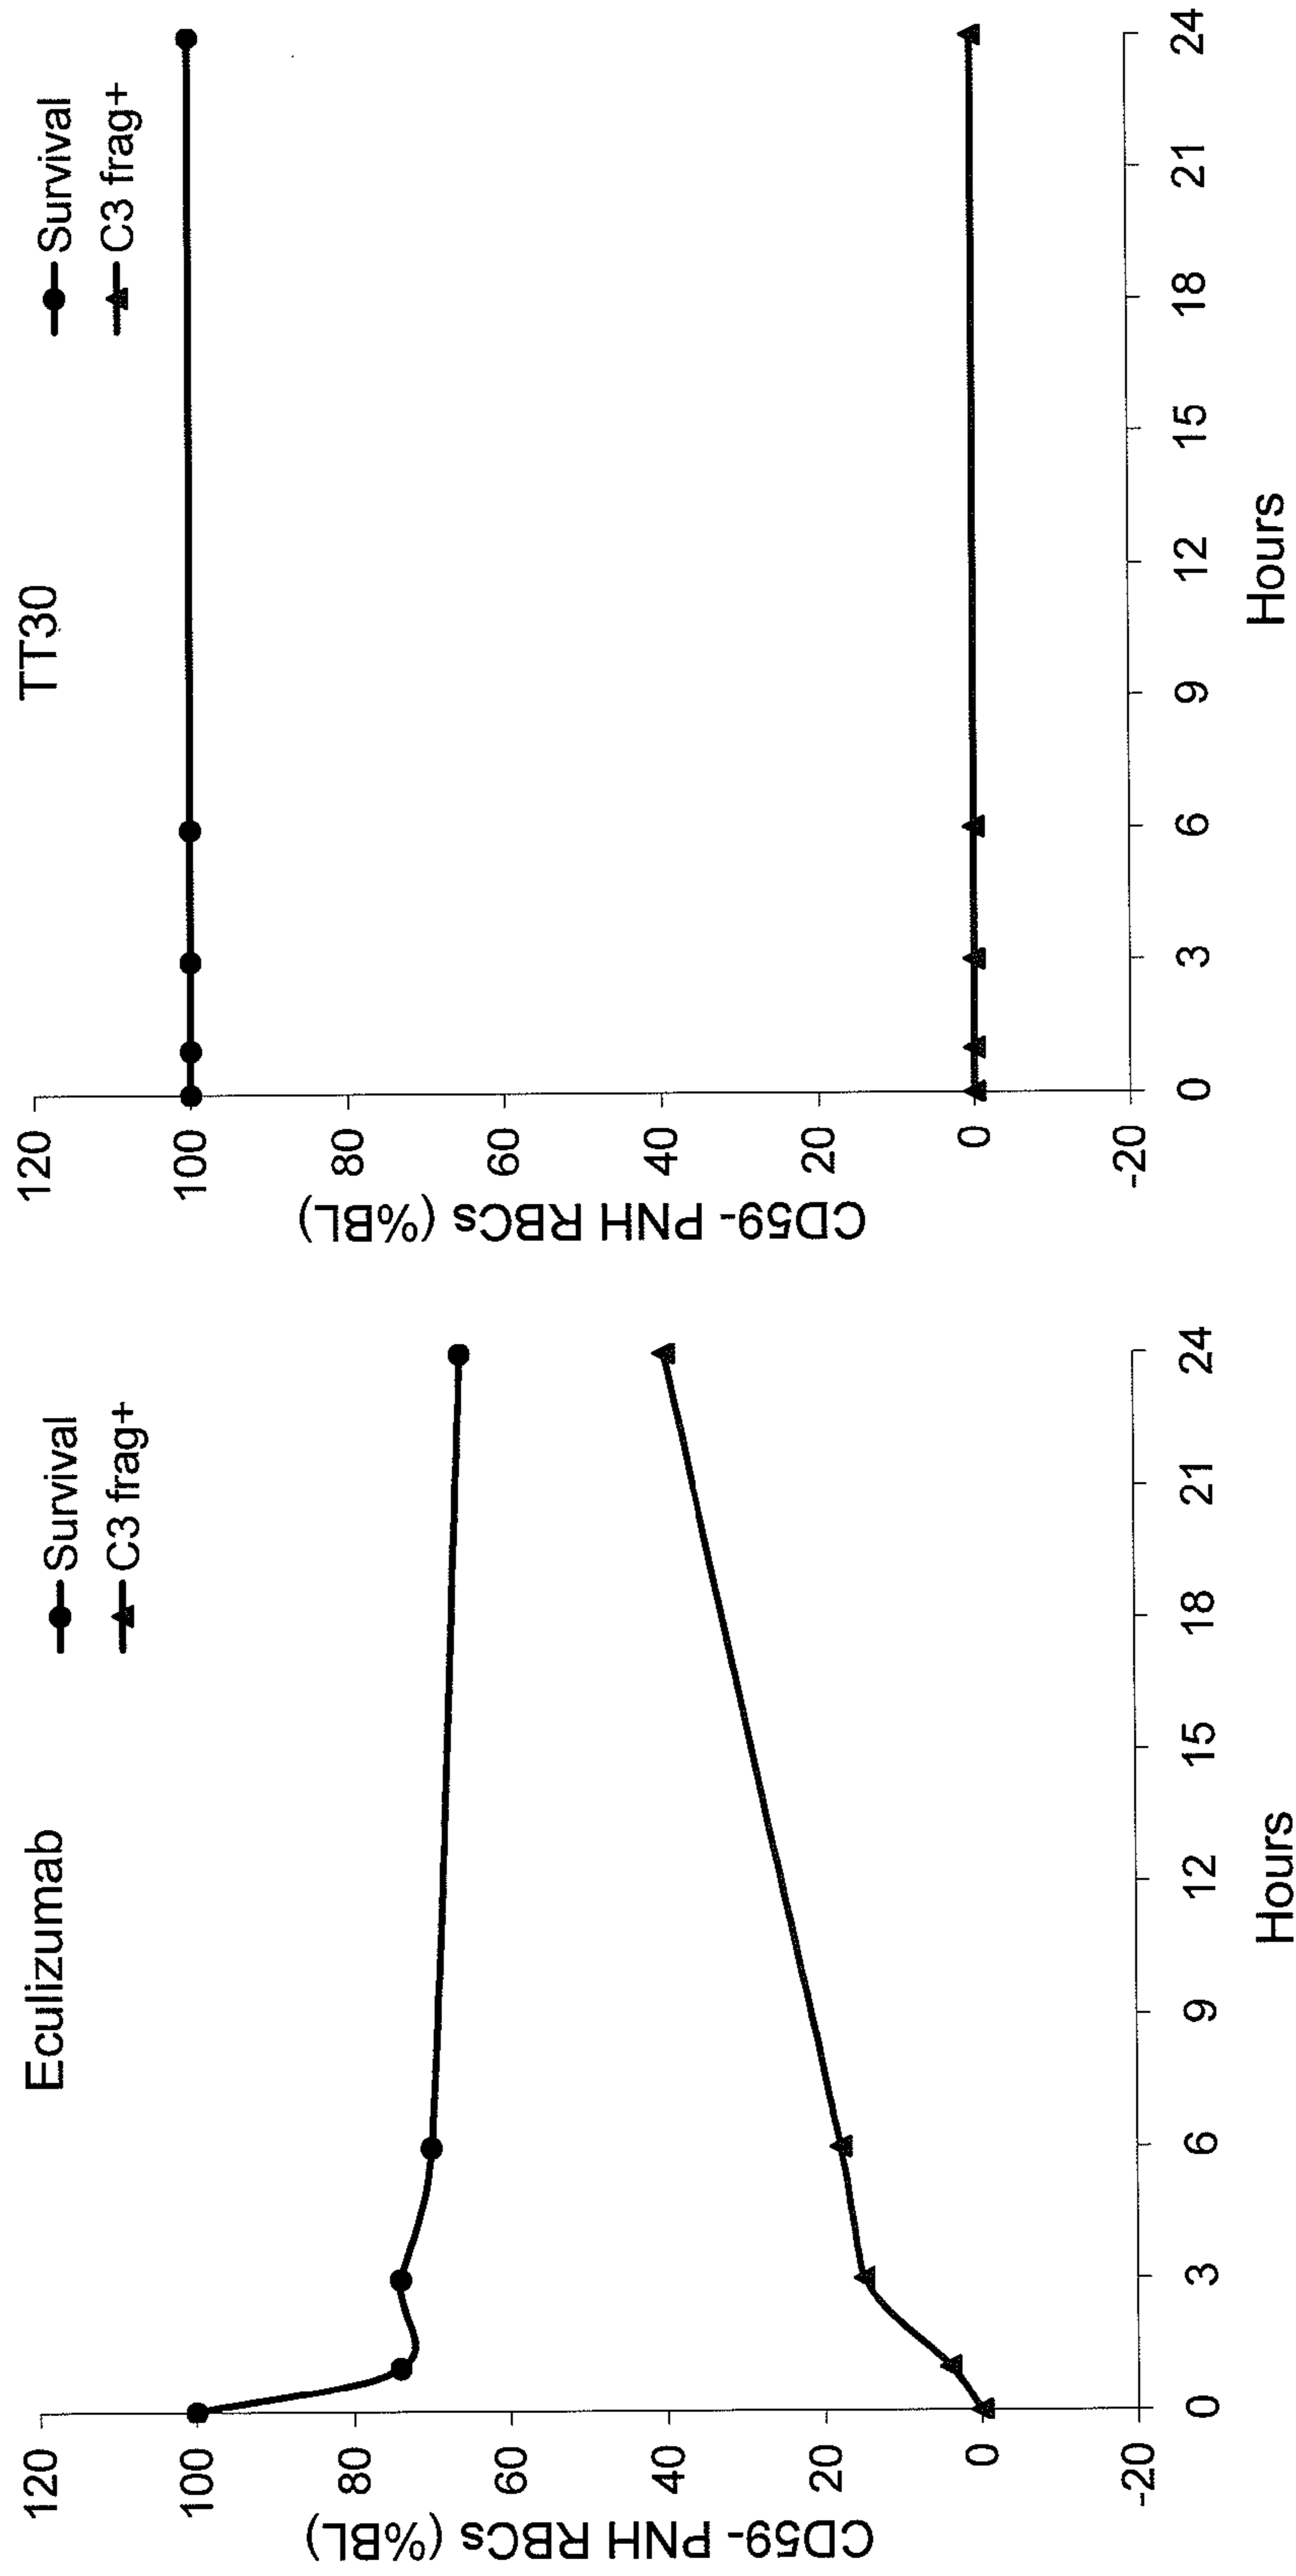 Eculizumab
Survival
C3 frag+
CD59- PNH RBCs (%BL)
120
100
80
60
40
20
0
-20
0 3 6 9 12 15 18 21 24
Hours
TT30
Survival
C3 frag+
CD59- PNH RBCs (%BL)
120
100
80
60
40
20
0
-20
0 3 6 9 12 15 18 21 24
Hours